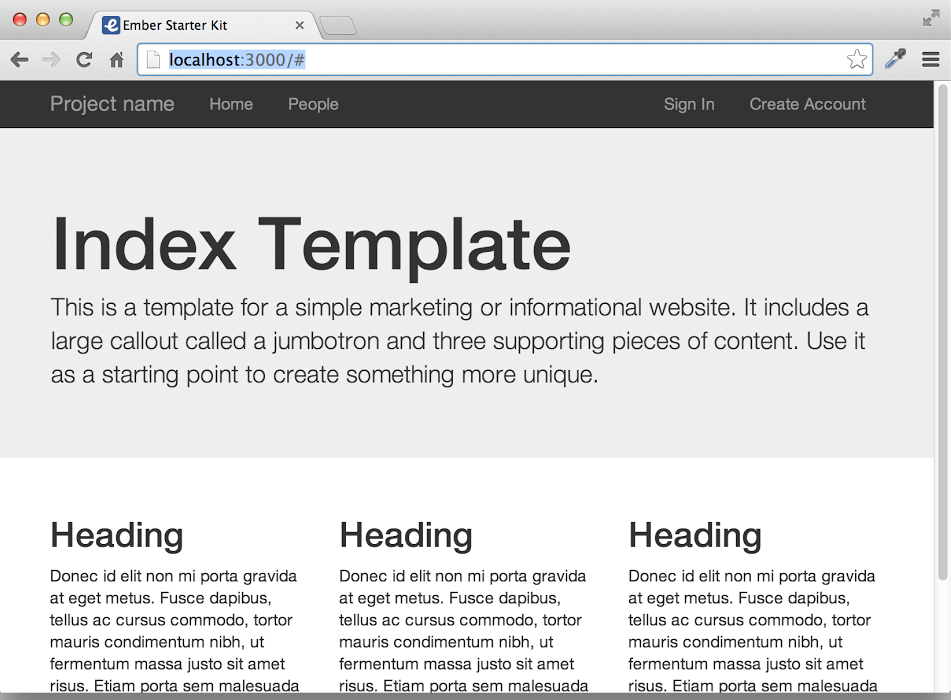 Ember Starter Kit
localhost:3000/#
Project name Home People Sign In Create Account
Index Template
This is a template for a simple marketing or informational website. It includes a
large callout called a jumbotron and three supporting pieces of content. Use it
as a starting point to create something more unique.
Heading
Donec id elit non mi porta gravida
at eget metus. Fusce dapibus,
tellus ac cursus commodo, tortor
mauris condimentum nibh, ut
fermentum massa justo sit amet
risus. Etiam porta sem malesuada
Heading
Donec id elit non mi porta gravida
at eget metus. Fusce dapibus,
tellus ac cursus commodo, tortor
mauris condimentum nibh, ut
fermentum massa justo sit amet
risus. Etiam porta sem malesuada
Heading
Donec id elit non mi porta gravida
at eget metus. Fusce dapibus,
tellus ac cursus commodo, tortor
mauris condimentum nibh, ut
fermentum massa justo sit amet
risus. Etiam porta sem malesuada